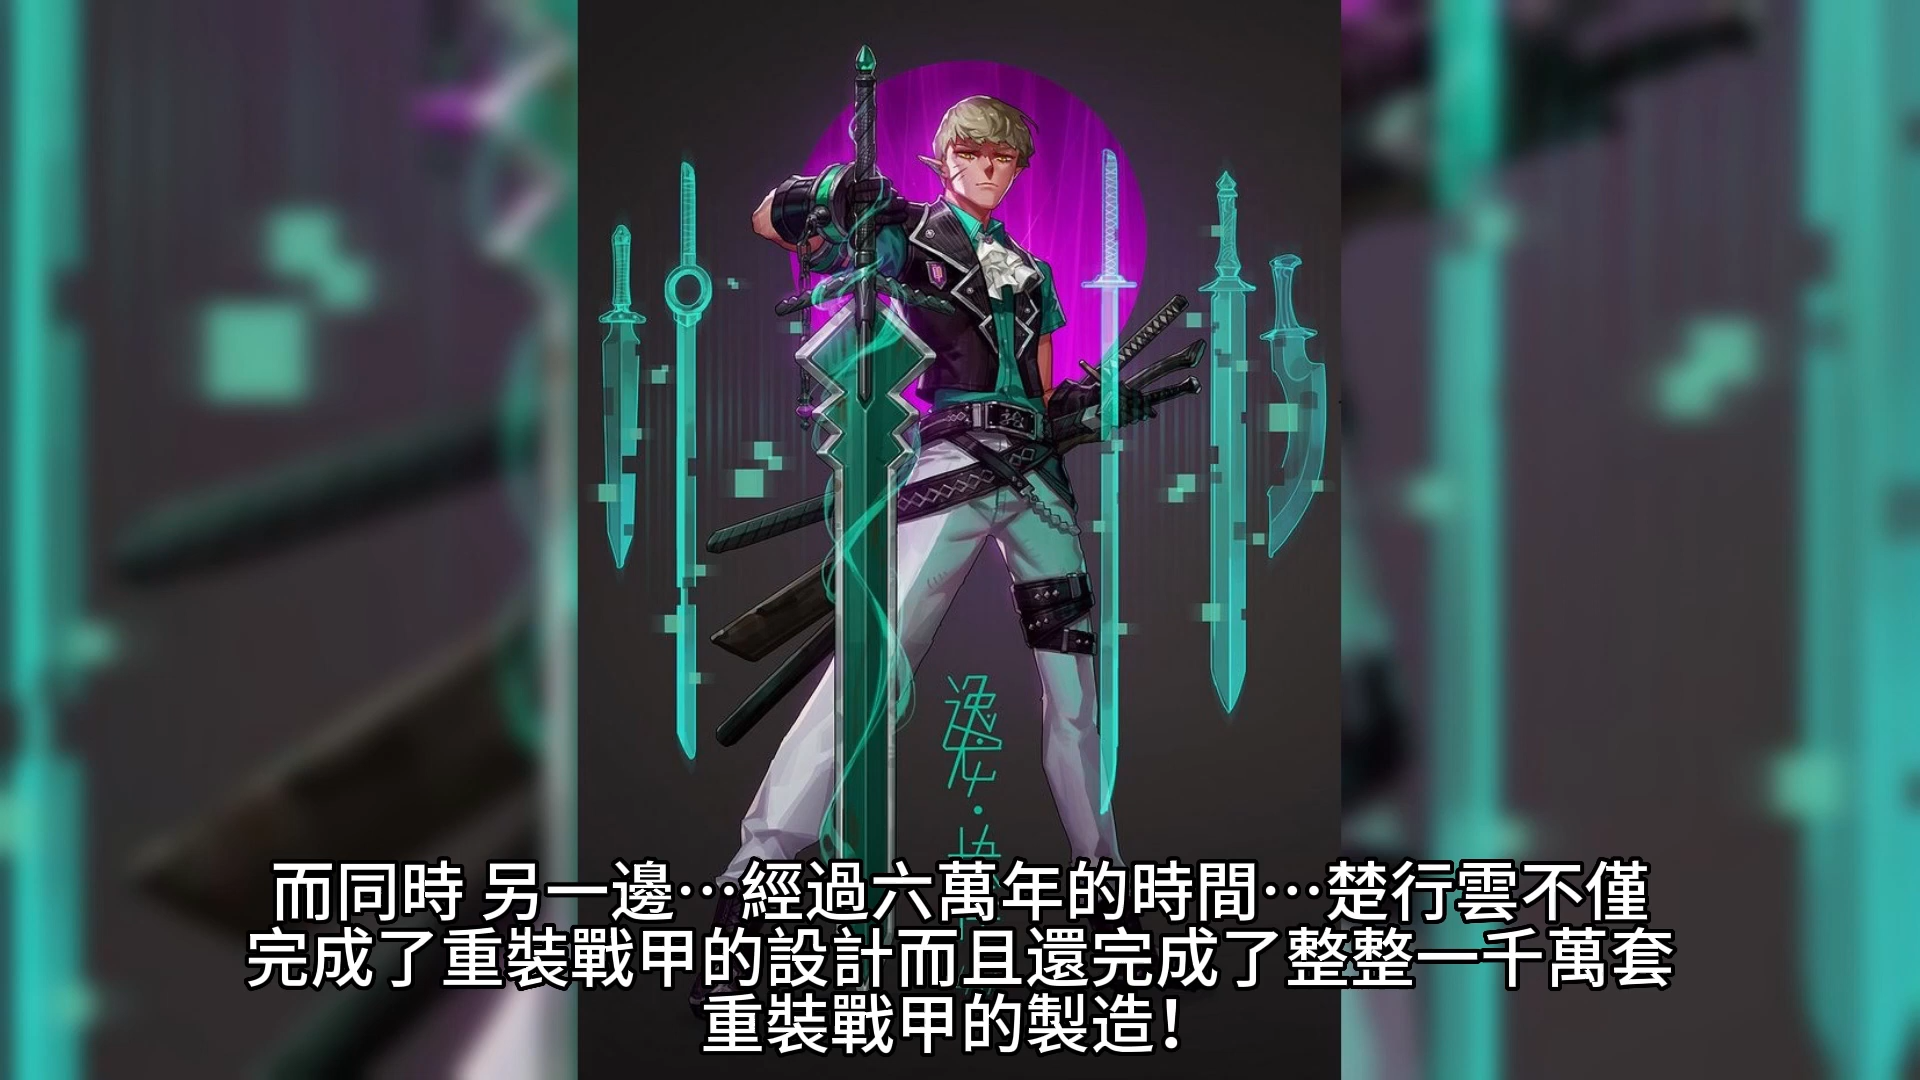 逸
而同時 另一邊…經過六萬年的時間…楚行雲不僅
完成了重裝戰甲的設計而且還完成了整整一千萬套
重裝戰甲的製造！